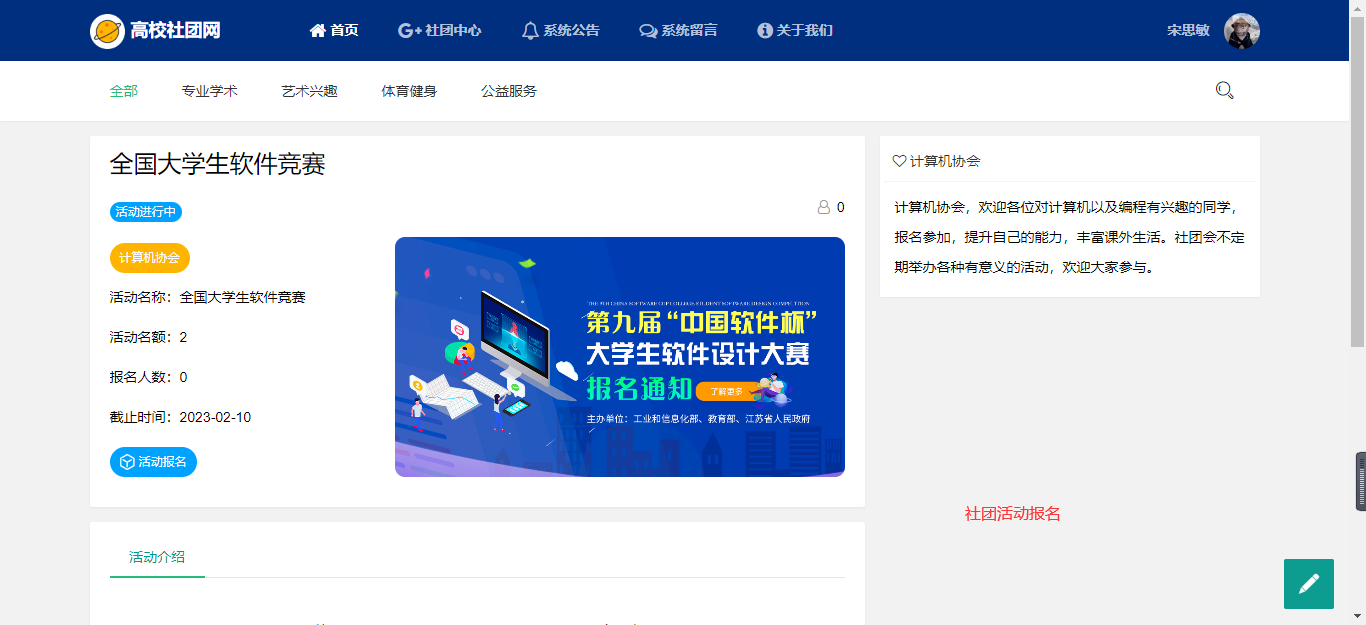 高校社团网
首页
G+ 社团中心
系统公告
系统留言
关于我们
宋思敏
全部
专业学术
艺术兴趣
体育健身
公益服务
全国大学生软件竞赛
活动进行中
0
计算机协会
活动名称：全国大学生软件竞赛
活动名额：2
报名人数：0
截止时间：2023-02-10
活动报名
第九届“中国软件杯”
大学生软件设计大赛
报名通知
了解更多
主办单位：工业和信息化部、教育部、江苏省人民政府
计算机协会
计算机协会，欢迎各位对计算机以及编程有兴趣的同学，
报名参加，提升自己的能力，丰富课外生活。社团会不定
期举办各种有意义的活动，欢迎大家参与。
社团活动报名
活动介绍